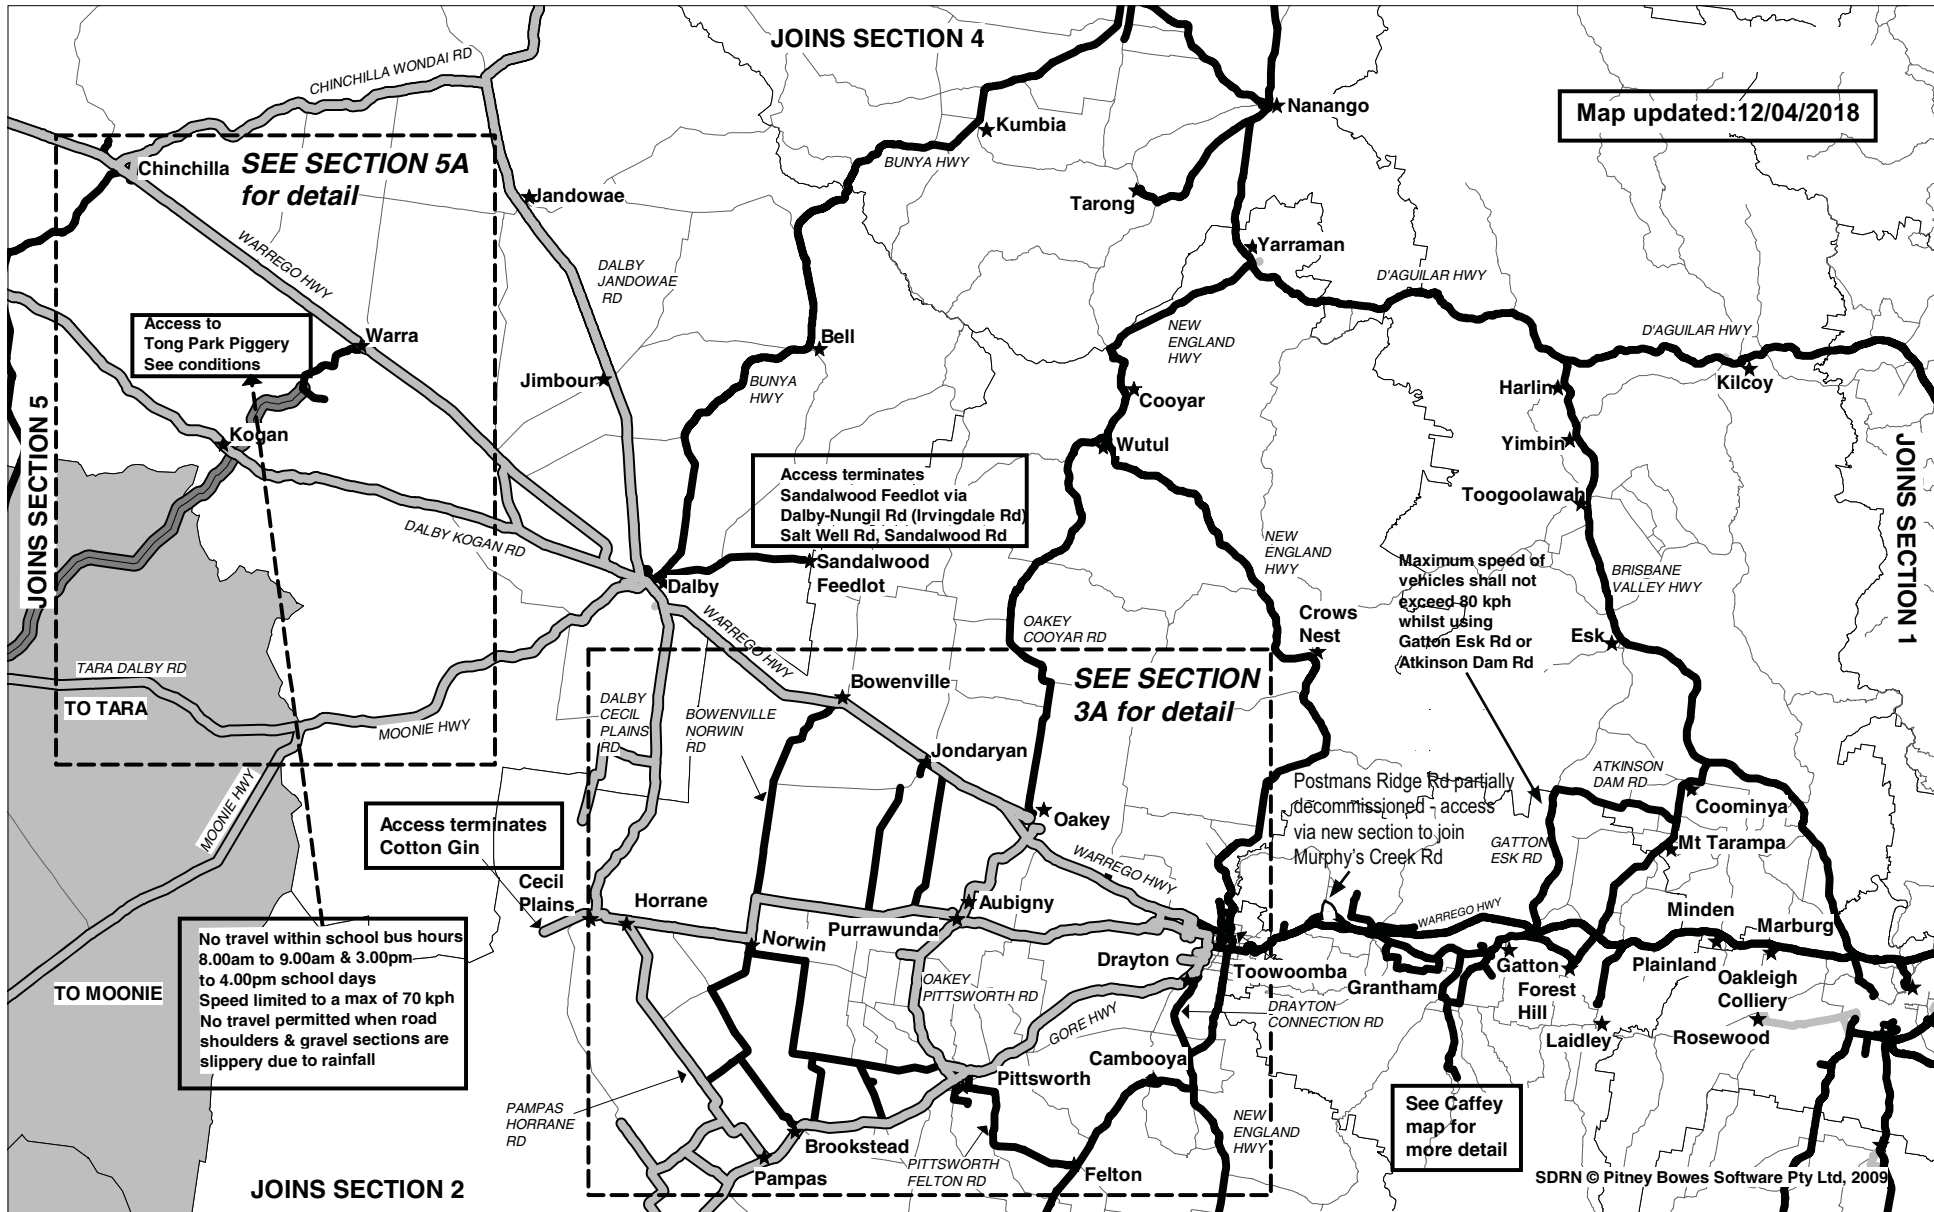 JOINS SECTION 4
CHINCHILLA WONDAI RD
Nanango
Map updated:12/04/2018
Kumbia
BUNYA HWY
Chinchilla
SEE SECTION 5A
for detail
Jandowae
Tarong
WARREGO HWY
Yarraman
DALBY
JANDOWAE
RD
D'AGUILAR HWY
Access to
Tong Park Piggery
See conditions
Warra
Bell
NEW
ENGLAND
HWY
D'AGUILAR HWY
Jimbour
BUNYA
HWY
Harlin
Kilcoy
Cooyar
JOINS SECTION 5
Kogan
Wutul
Yimbin
JOINS SECTION 1
Access terminates
Sandalwood Feedlot via
Dalby-Nungil Rd (Irvingdale Rd)
Salt Well Rd, Sandalwood Rd
Toogoolawah
DALBY KOGAN RD
NEW
ENGLAND
HWY
Sandalwood
Feedlot
Dalby
Maximum speed of
vehicles shall not
exceed 80 kph
whilst using
Gatton Esk Rd or
Atkinson Dam Rd
BRISBANE
VALLEY HWY
WARREGO HWY
OAKEY
COOYAR RD
Crows
Nest
Esk
TARA DALBY RD
TO TARA
MOONIE HWY
Bowenville
SEE SECTION
3A for detail
DALBY
CECIL
PLAINS
RD
BOWENVILLE
NORWIN
RD
Jondaryan
MOONIE HWY
Postmans Ridge Rd partially
decommissioned - access
via new section to join
Murphy's Creek Rd
ATKINSON
DAM RD
Coominya
Access terminates
Cotton Gin
Oakey
GATTON
ESK RD
Mt Tarampa
WARREGO HWY
Cecil
Plains
Horrane
Aubigny
WARREGO HWY
Minden
Marburg
Purrawunda
Norwin
No travel within school bus hours
8.00am to 9.00am & 3.00pm
to 4.00pm school days
Speed limited to a max of 70 kph
No travel permitted when road
shoulders & gravel sections are
slippery due to rainfall
TO MOONIE
Drayton
Toowoomba
Grantham
Gatton
Forest
Hill
Plainland
Oakleigh
Colliery
OAKEY
PITTSWORTH RD
GORE HWY
DRAYTON
CONNECTION RD
Laidley
Rosewood
Cambooya
Pittsworth
PAMPAS
HORRANE
RD
See Caffey
map for
more detail
NEW
ENGLAND
HWY
Brookstead
PITTSWORTH
FELTON RD
Felton
Pampas
JOINS SECTION 2
SDRN © Pitney Bowes Software Pty Ltd, 2009